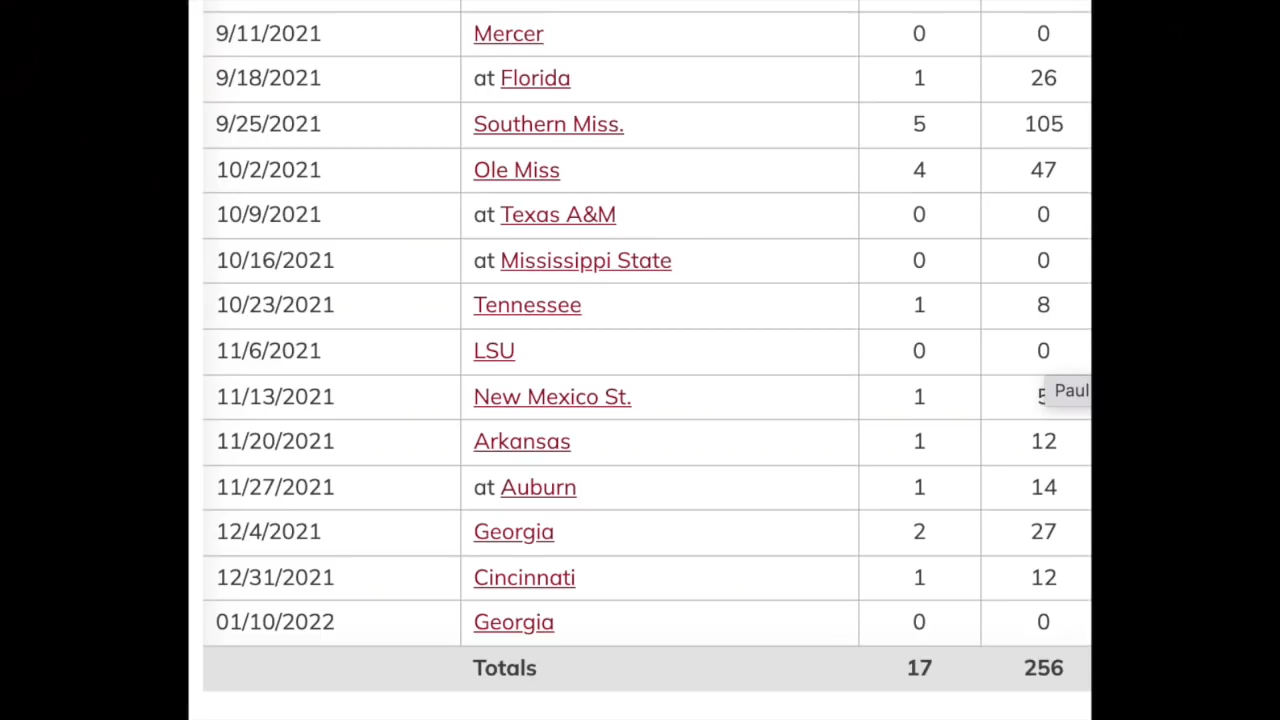 9/11/2021 Mercer 0 0
9/18/2021 at Florida 1 26
9/25/2021 Southern Miss. 5 105
10/2/2021 Ole Miss 4 47
10/9/2021 at Texas A&M 0 0
10/16/2021 at Mississippi State 0 0
10/23/2021 Tennessee 1 8
11/6/2021 LSU 0 0
11/13/2021 New Mexico St. 1 5 Paul
11/20/2021 Arkansas 1 12
11/27/2021 at Auburn 1 14
12/4/2021 Georgia 2 27
12/31/2021 Cincinnati 1 12
01/10/2022 Georgia 0 0
Totals 17 256